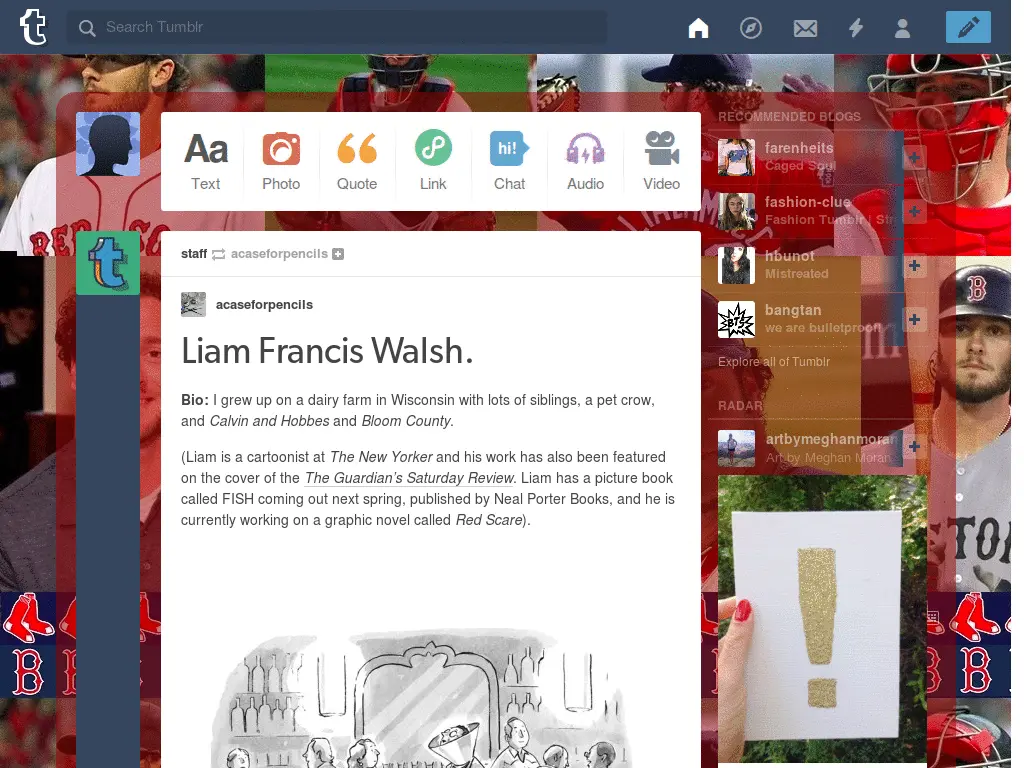 t
Search Tumblr
RECOMMENDED BLOGS
Aa
hi!
Text
Photo
Quote
Link
Chat
Audio
Video
farenheits
Caged Soul
fashion-clue
Fashion Tumblr | Str
hbunot
Mistreated
BTS
bangtan
we are bulletproof!
Explore all of Tumblr
RADAR
artbymeghanmoran
Art by Meghan Moran
t
staff acaseforpencils
acaseforpencils
Liam Francis Walsh.
Bio: I grew up on a dairy farm in Wisconsin with lots of siblings, a pet crow,
and Calvin and Hobbes and Bloom County.
(Liam is a cartoonist at The New Yorker and his work has also been featured
on the cover of the The Guardian’s Saturday Review. Liam has a picture book
called FISH coming out next spring, published by Neal Porter Books, and he is
currently working on a graphic novel called Red Scare).
RED SO
B
TON
B
B
!